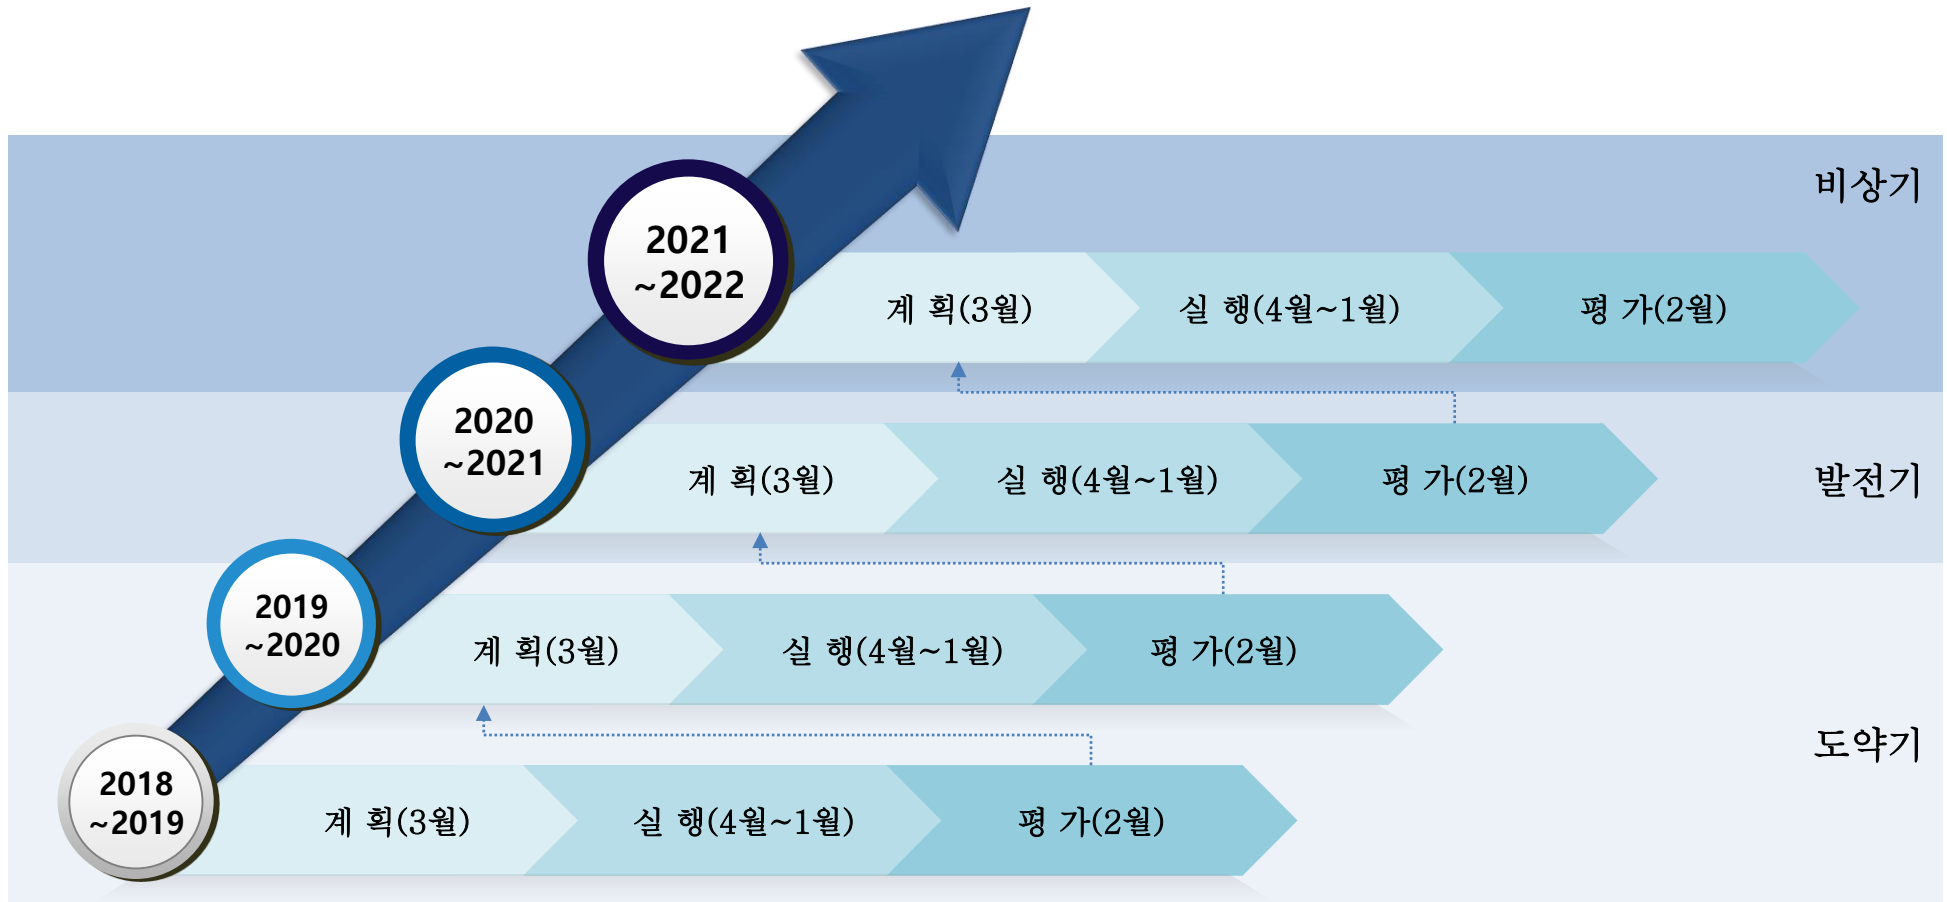 비상기
2021
~2022
계 획(3월)
실 행(4월~1월)
평 가(2월)
2020
~2021
계 획(3월)
실 행(4월~1월)
평 가(2월)
발전기
2019
~2020
계 획(3월)
실 행(4월~1월)
평 가(2월)
도약기
2018
~2019
계 획(3월)
실 행(4월~1월)
평 가(2월)